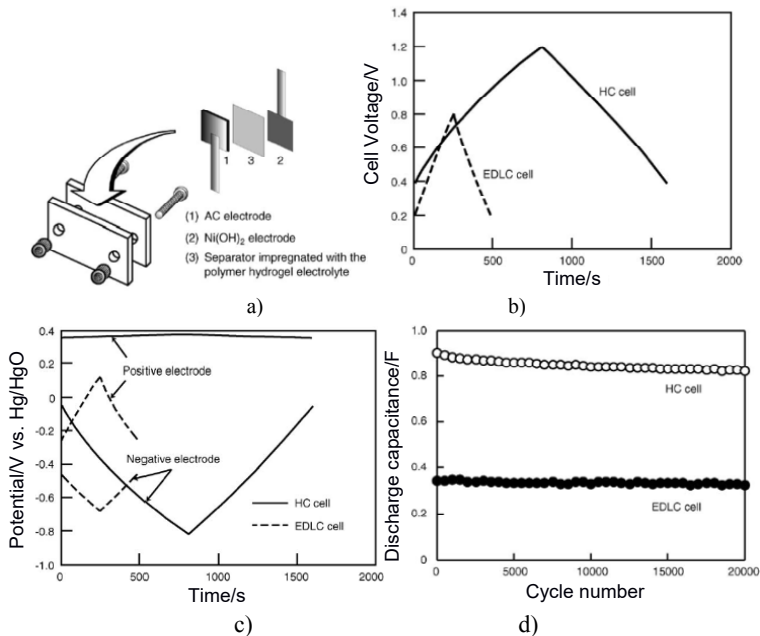 1
3
2
(1) AC electrode
(2) Ni(OH)2 electrode
(3) Separator impregnated with the
polymer hydrogel electrolyte
a)
Cell Voltage/V
1.4
1.2
1.0
0.8
0.6
0.4
0.2
0
HC cell
EDLC cell
0
500
1000
1500
2000
Time/s
b)
Potential/V vs. Hg/HgO
0.4
0.2
0
-0.2
-0.4
-0.6
-0.8
-1.0
Positive electrode
Negative electrode
HC cell
EDLC cell
0
500
1000
1500
2000
Time/s
c)
Discharge capacitance/F
1.0
0.8
0.6
0.4
0.2
0
HC cell
EDLC cell
0
5000
10000
15000
20000
Cycle number
d)